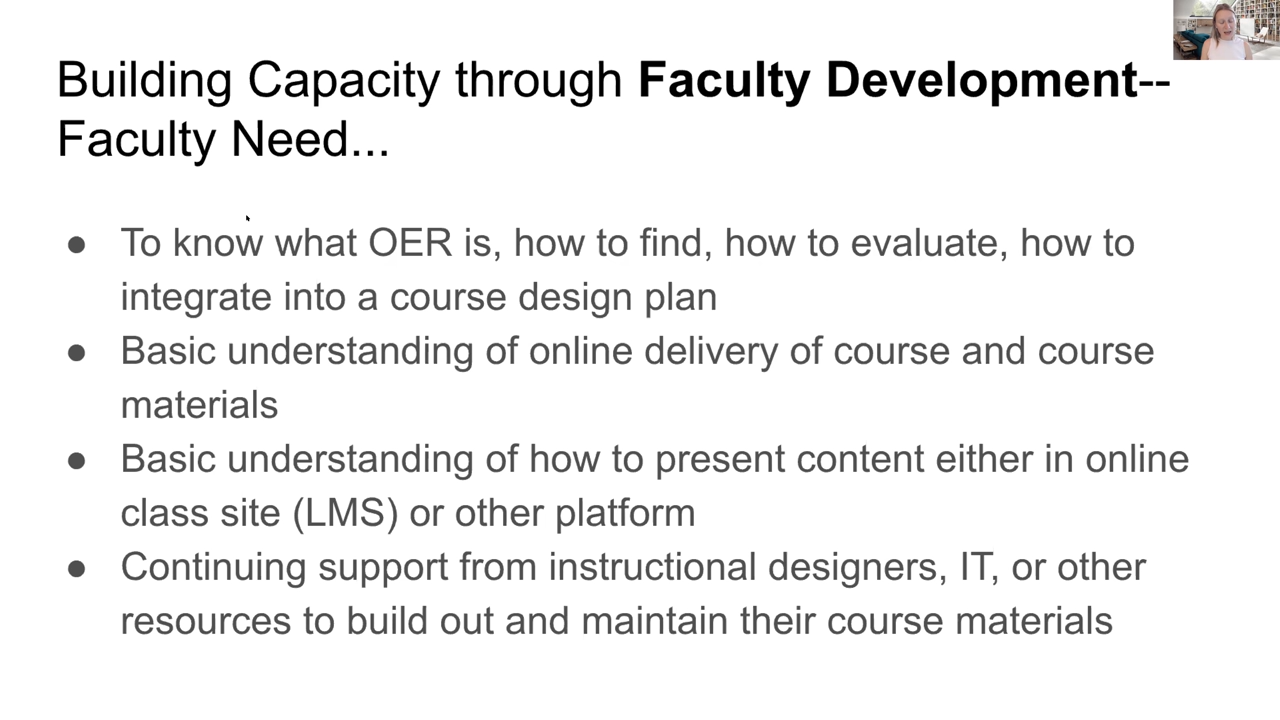 Building Capacity through Faculty Development--
Faculty Need...
● To know what OER is, how to find, how to evaluate, how to
integrate into a course design plan
● Basic understanding of online delivery of course and course
materials
● Basic understanding of how to present content either in online
class site (LMS) or other platform
● Continuing support from instructional designers, IT, or other
resources to build out and maintain their course materials